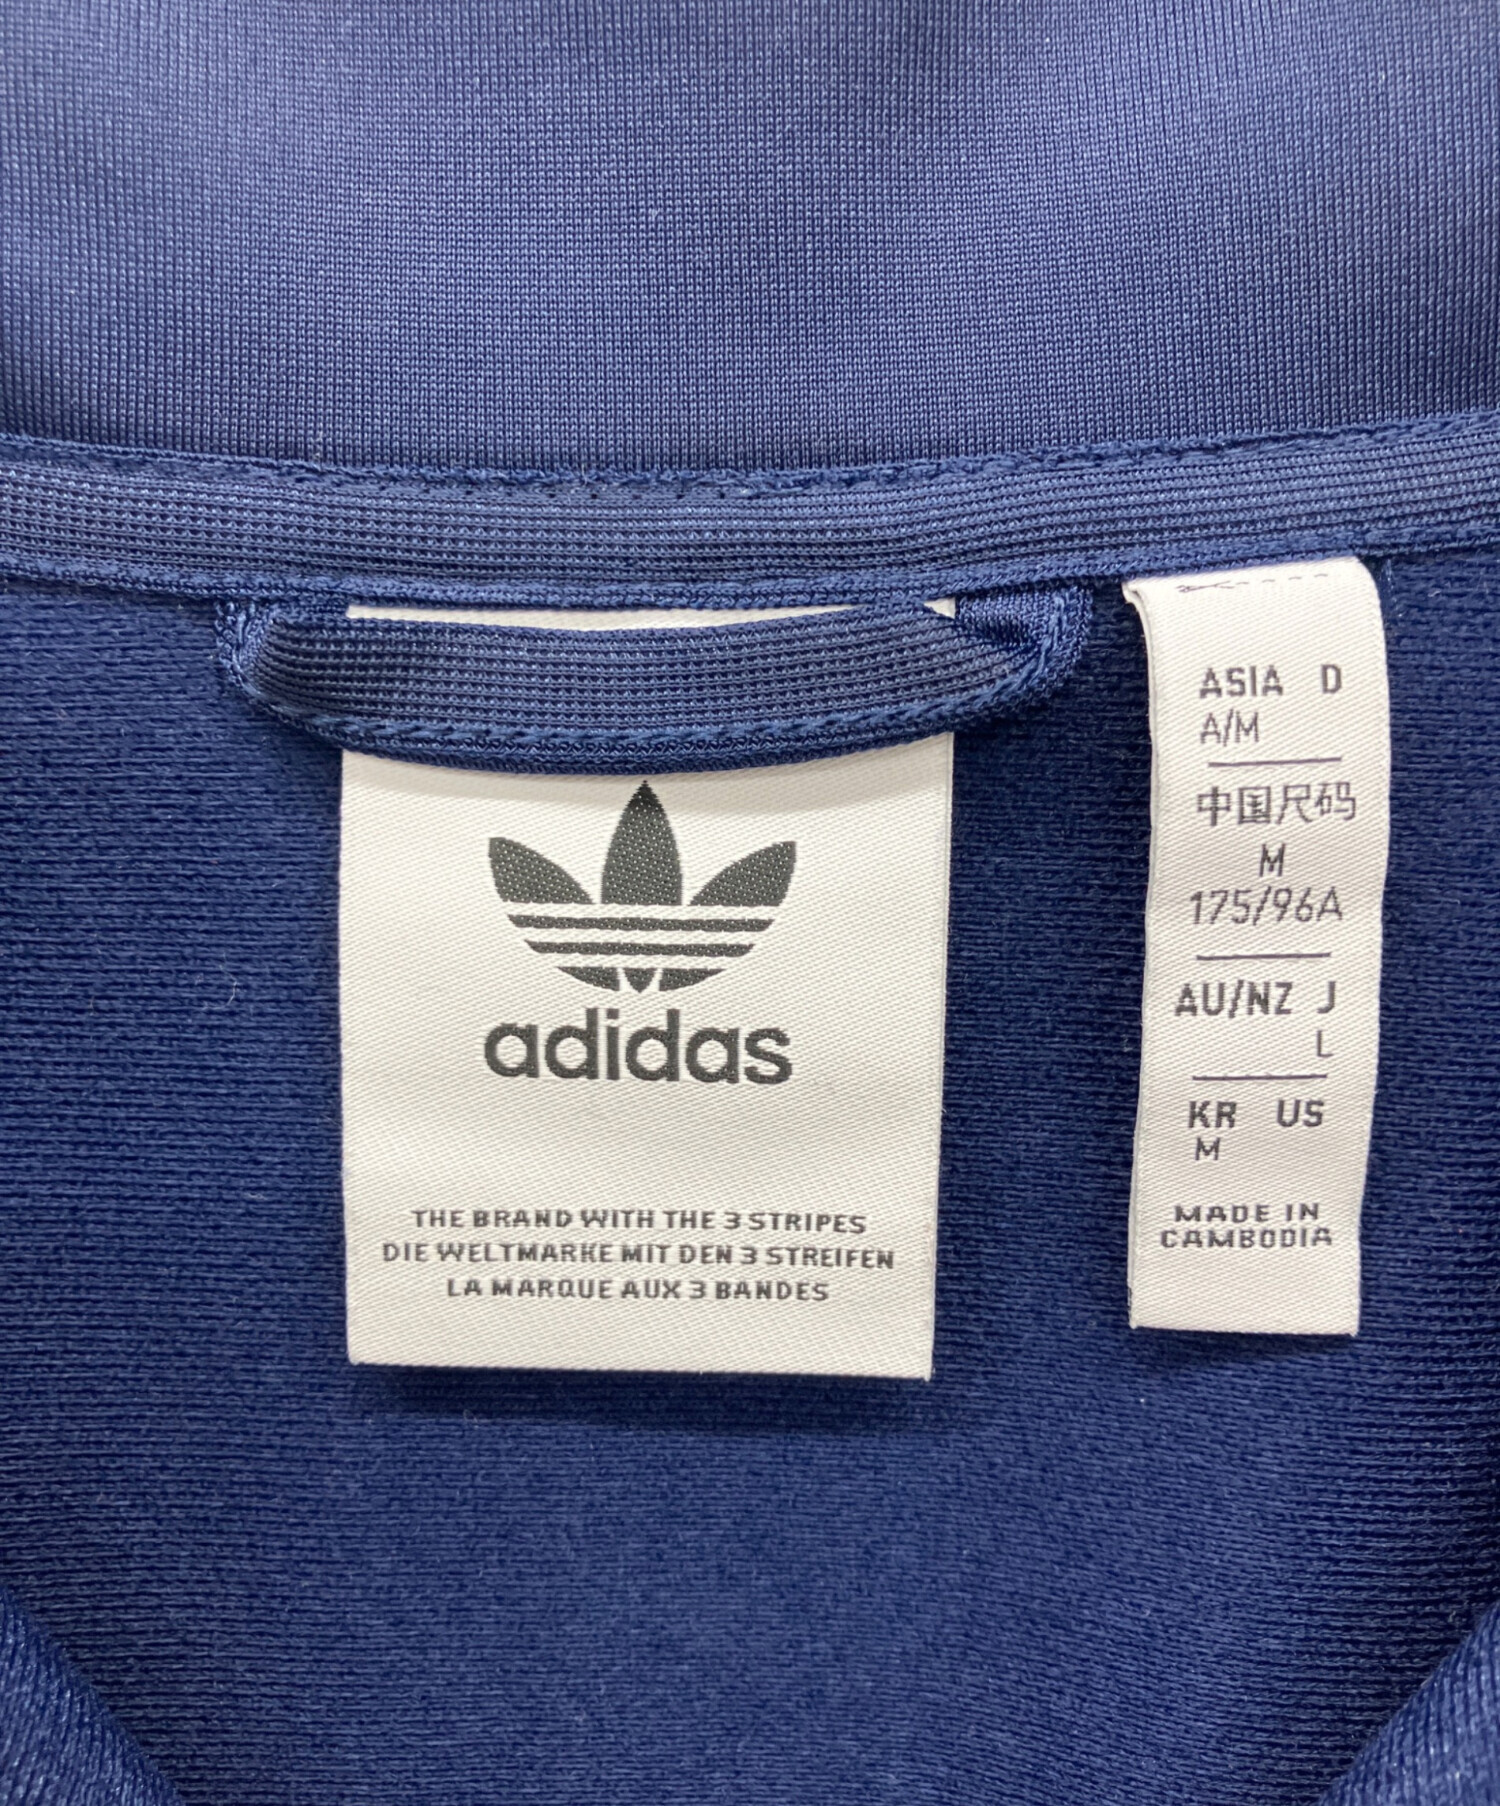 adidas
THE BRAND WITH THE 3 STRIPES
DIE WELTMARKE MIT DEN 3 STREIFEN
LA MARQUE AUX 3 BANDES
ASIA D
A/M
中国尺码
M
175/96A
AU/NZ J
L
KR US
M
MADE IN
CAMBODIA